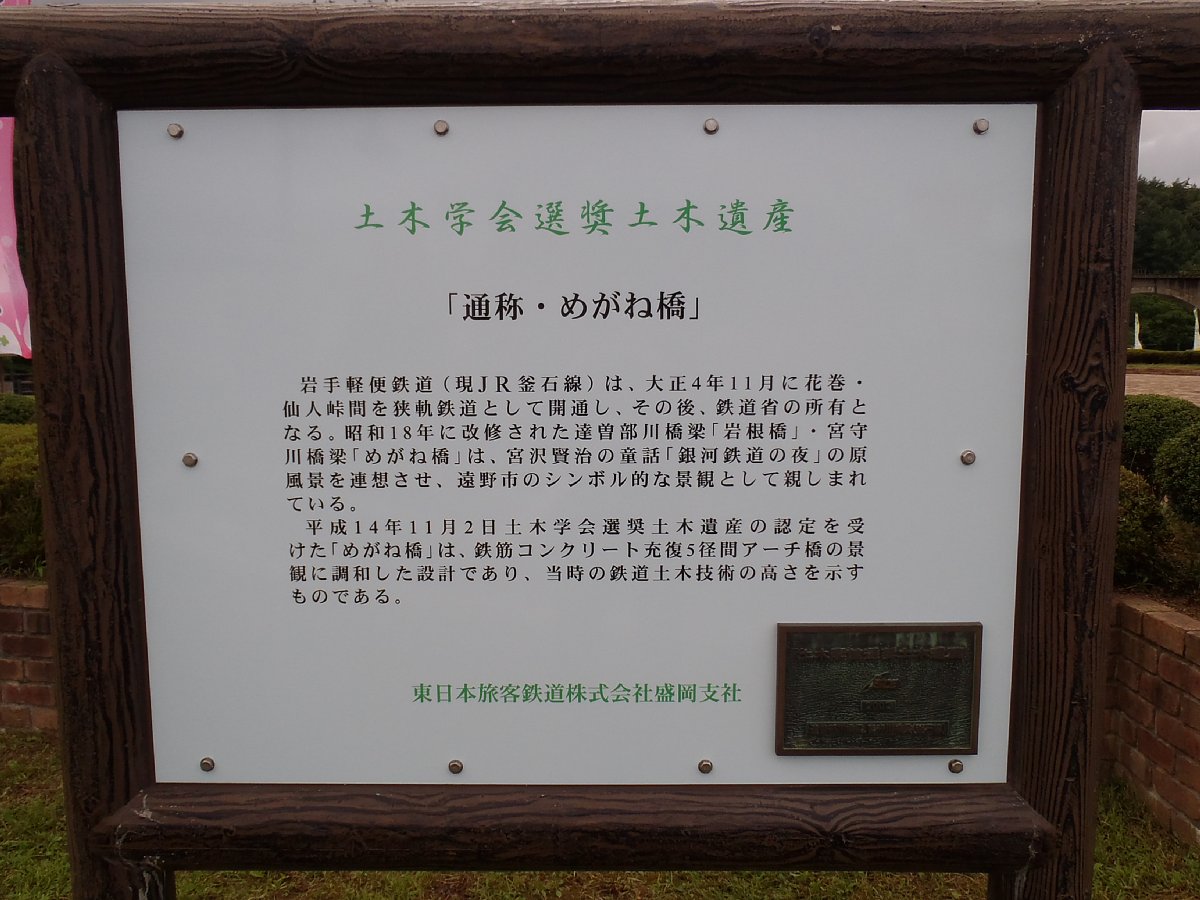 土木学会選奨土木遺産
「通称・めがね橋」
岩手軽便鉄道（現JR釜石線）は、大正4年11月に花巻・
仙人峠間を狭軌鉄道として開通し、その後、鉄道省の所有と
なる。昭和18年に改修された達曽部川橋梁「岩根橋」・宮守
川橋梁「めがね橋」は、宮沢賢治の童話「銀河鉄道の夜」の原
風景を連想させ、遠野市のシンボル的な景観として親しまれ
ている。
平成14年11月2日土木学会選奨土木遺産の認定を受
けた「めがね橋」は、鉄筋コンクリート充復5径間アーチ橋の景
観に調和した設計であり、当時の鉄道土木技術の高さを示す
ものである。
東日本旅客鉄道株式会社盛岡支社